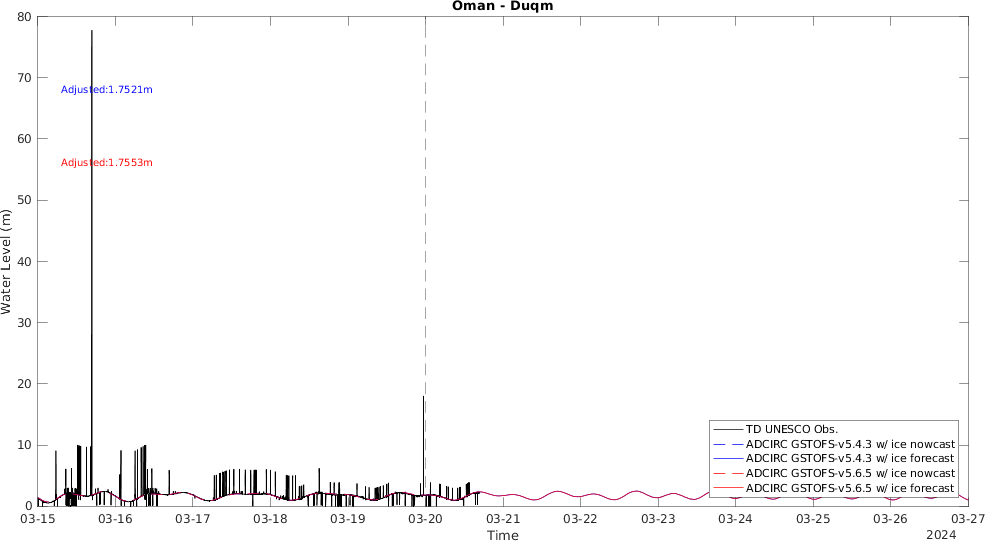 Oman - Duqm
80
70
60
50
40
30
20
10
0
Water Level (m)
Adjusted:1.7521m
Adjusted:1.7553m
TD UNESCO Obs.
ADCIRC GSTOFS-v5.4.3 w/ ice nowcast
ADCIRC GSTOFS-v5.4.3 w/ ice forecast
ADCIRC GSTOFS-v5.6.5 w/ ice nowcast
ADCIRC GSTOFS-v5.6.5 w/ ice forecast
03-15 03-16 03-17 03-18 03-19 03-20 03-21 03-22 03-23 03-24 03-25 03-26 03-27
Time
2024